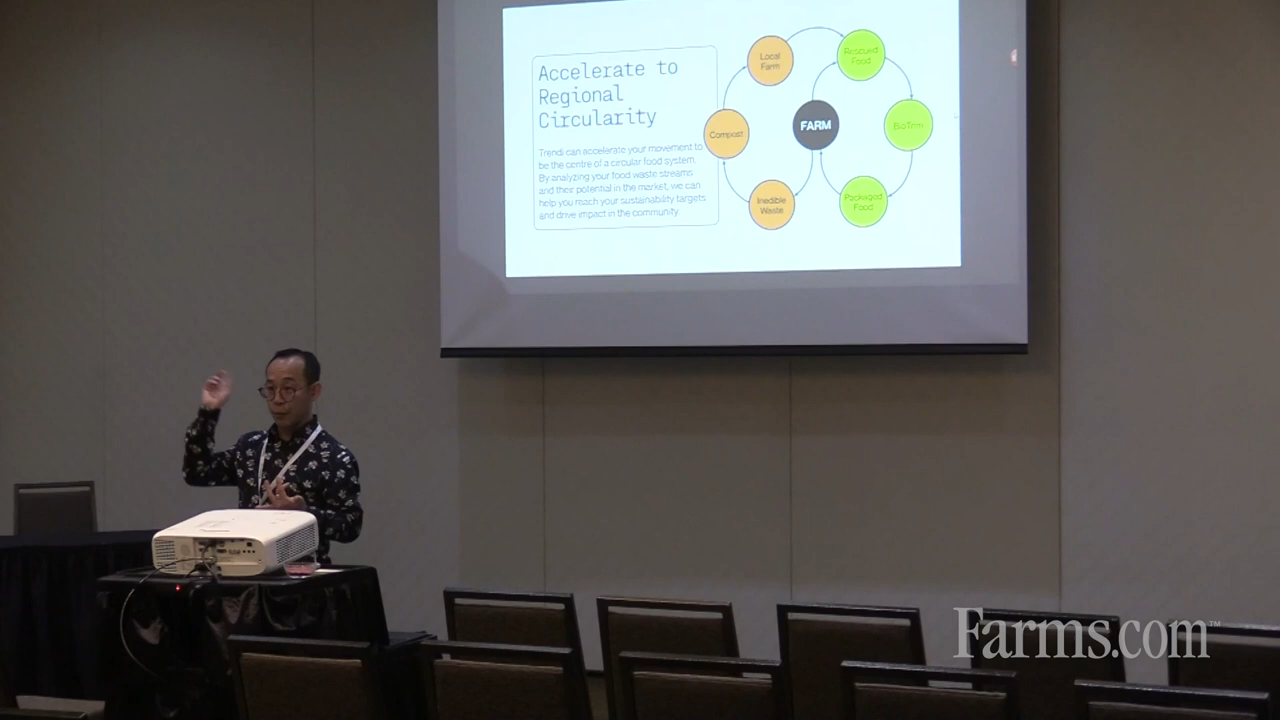 Accelerate to
Regional
Circularity
Trendi can accelerate your movement to
be the centre of a circular food system.
By analyzing your food waste streams
and their potential in the market, we can
help you reach your sustainability targets
and drive impact in the community.
Local
Farm
Rescued
Food
Compost
FARM
BioTrim
Inedible
Waste
Packaged
Food
Farms.com™